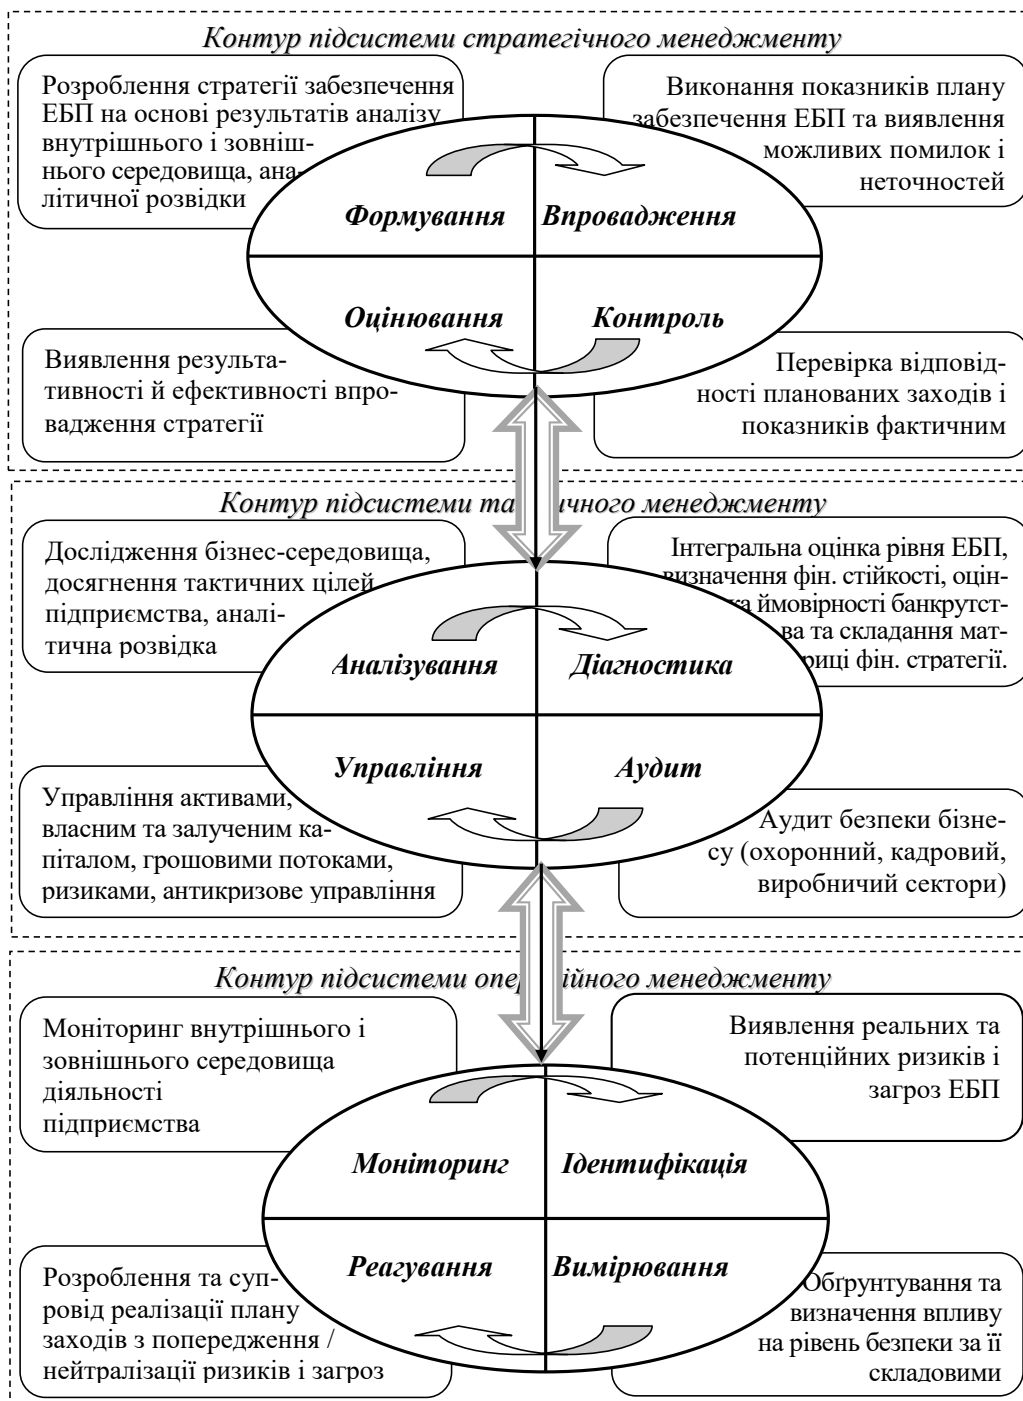 Контур підсистеми стратегічного менеджменту
Розроблення стратегії забезпечення
ЕБП на основі результатів аналізу
внутрішнього і зовніш-
нього середовища, ана-
літичної розвідки
Виконання показників плану
забезпечення ЕБП та виявлення
можливих помилок і
неточностей
Формування
Впровадження
Оцінювання
Контроль
Виявлення результа-
тивності й ефективності впро-
вадження стратегії
Перевірка відповід-
ності планованих заходів і
показників фактичним
Контур підсистеми тактичного менеджменту
Дослідження бізнес-середовища,
досягнення тактичних цілей
підприємства, аналі-
тична розвідка
Інтегральна оцінка рівня ЕБП,
визначення фін. стійкості, оцін-
ка ймовірності банкрутст-
ва та складання мат-
риці фін. стратегії.
Аналізування
Діагностика
Управління
Аудит
Управління активами,
власним та залученим ка-
піталом, грошовими потоками,
ризиками, антикризове управління
Аудит безпеки бізне-
су (охоронний, кадровий,
виробничий сектори)
Контур підсистеми операційного менеджменту
Моніторинг внутрішнього і
зовнішнього середовища
діяльності
підприємства
Виявлення реальних та
потенційних ризиків і
загроз ЕБП
Моніторинг
Ідентифікація
Реагування
Вимірювання
Розроблення та суп-
ровід реалізації плану
заходів з попередження /
нейтралізації ризиків і загроз
Обґрунтування та
визначення впливу
на рівень безпеки за її
складовими